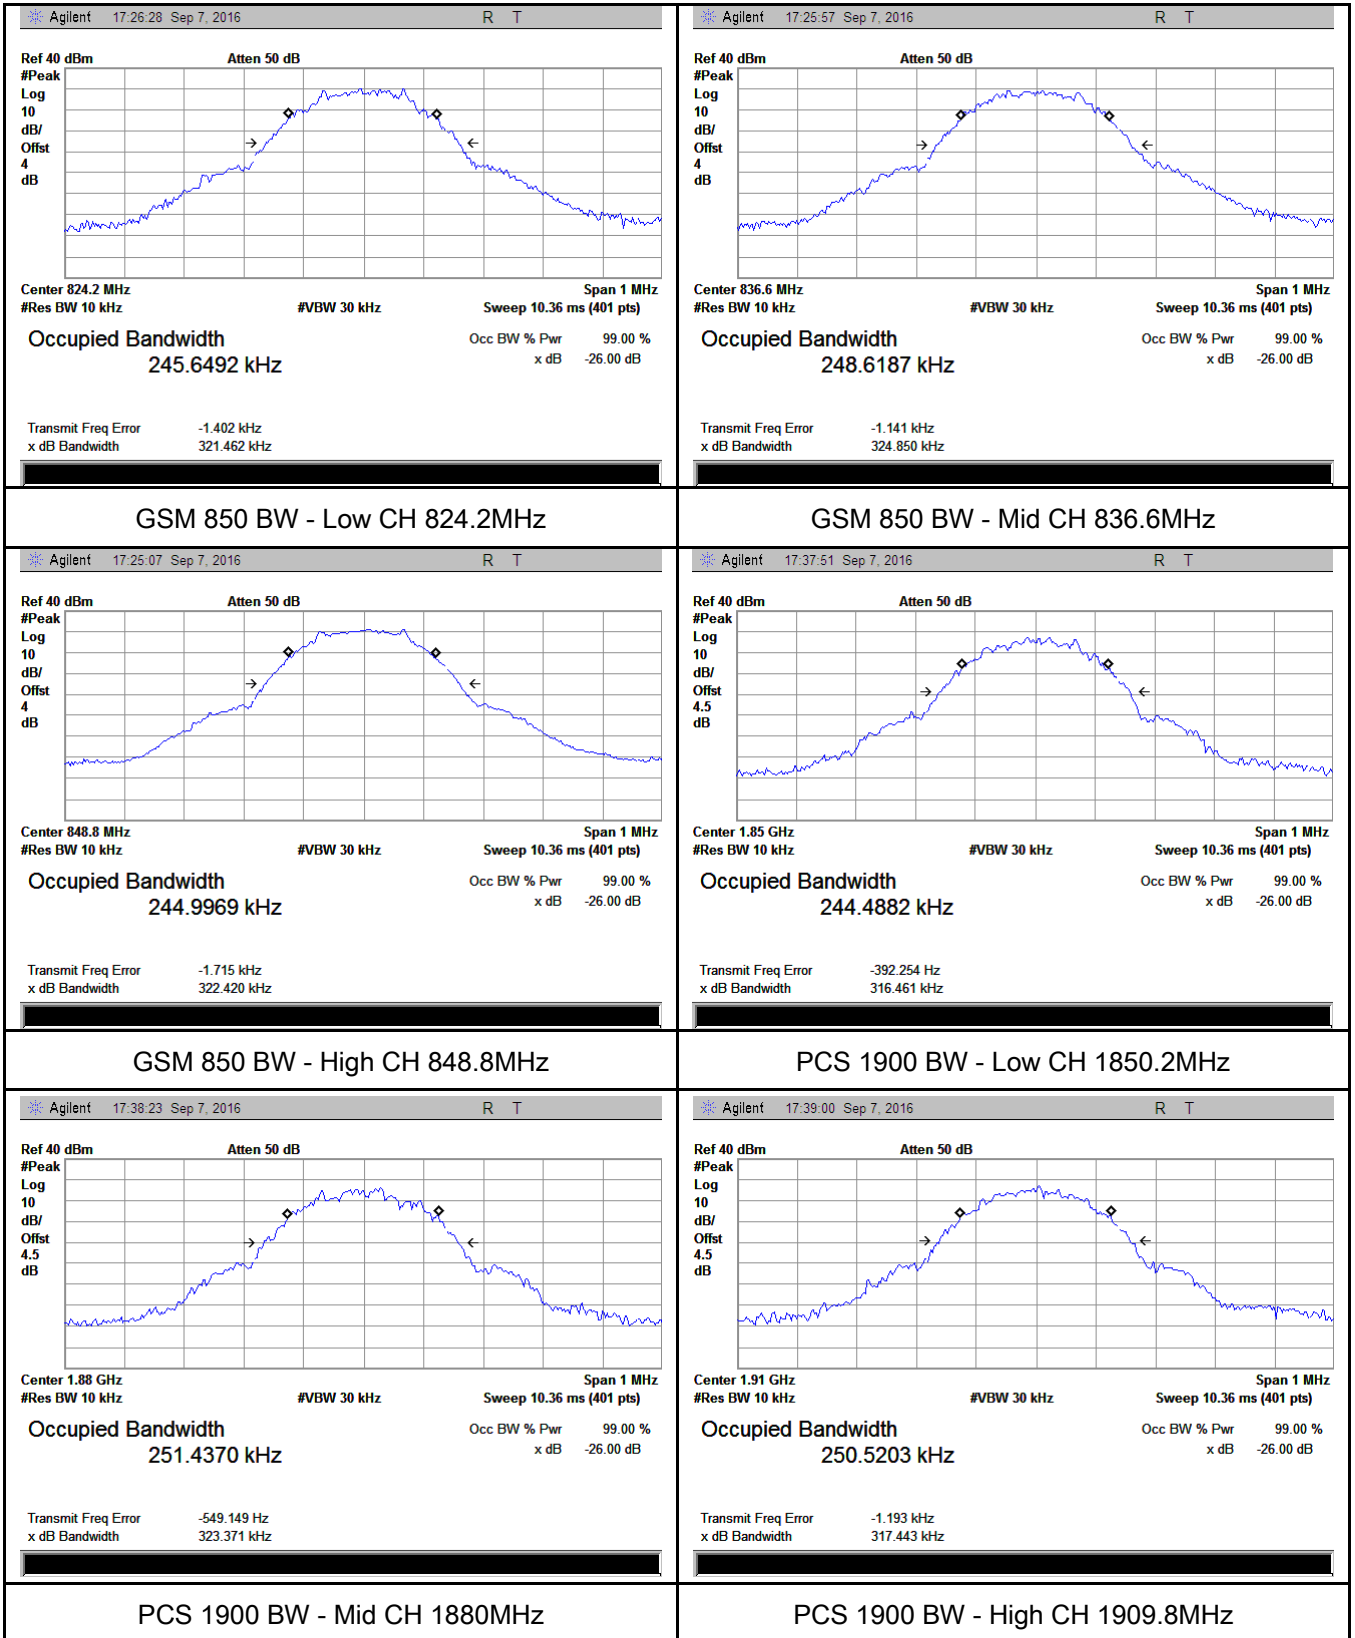 Agilent 17:26:28 Sep 7, 2016 R T
Ref 40 dBm Atten 50 dB
#Peak
Log
10
dB/
Offst
4
dB
Center 824.2 MHz Span 1 MHz
#Res BW 10 kHz #VBW 30 kHz Sweep 10.36 ms (401 pts)
Occupied Bandwidth Occ BW % Pwr 99.00 %
245.6492 kHz x dB -26.00 dB
Transmit Freq Error -1.402 kHz
x dB Bandwidth 321.462 kHz
GSM 850 BW - Low CH 824.2MHz
Agilent 17:25:57 Sep 7, 2016 R T
Ref 40 dBm Atten 50 dB
#Peak
Log
10
dB/
Offst
4
dB
Center 836.6 MHz Span 1 MHz
#Res BW 10 kHz #VBW 30 kHz Sweep 10.36 ms (401 pts)
Occupied Bandwidth Occ BW % Pwr 99.00 %
248.6187 kHz x dB -26.00 dB
Transmit Freq Error -1.141 kHz
x dB Bandwidth 324.850 kHz
GSM 850 BW - Mid CH 836.6MHz
Agilent 17:25:07 Sep 7, 2016 R T
Ref 40 dBm Atten 50 dB
#Peak
Log
10
dB/
Offst
4
dB
Center 848.8 MHz Span 1 MHz
#Res BW 10 kHz #VBW 30 kHz Sweep 10.36 ms (401 pts)
Occupied Bandwidth Occ BW % Pwr 99.00 %
244.9969 kHz x dB -26.00 dB
Transmit Freq Error -1.715 kHz
x dB Bandwidth 322.420 kHz
GSM 850 BW - High CH 848.8MHz
Agilent 17:37:51 Sep 7, 2016 R T
Ref 40 dBm Atten 50 dB
#Peak
Log
10
dB/
Offst
4.5
dB
Center 1.85 GHz Span 1 MHz
#Res BW 10 kHz #VBW 30 kHz Sweep 10.36 ms (401 pts)
Occupied Bandwidth Occ BW % Pwr 99.00 %
244.4882 kHz x dB -26.00 dB
Transmit Freq Error -392.254 Hz
x dB Bandwidth 316.461 kHz
PCS 1900 BW - Low CH 1850.2MHz
Agilent 17:38:23 Sep 7, 2016 R T
Ref 40 dBm Atten 50 dB
#Peak
Log
10
dB/
Offst
4.5
dB
Center 1.88 GHz Span 1 MHz
#Res BW 10 kHz #VBW 30 kHz Sweep 10.36 ms (401 pts)
Occupied Bandwidth Occ BW % Pwr 99.00 %
251.4370 kHz x dB -26.00 dB
Transmit Freq Error -549.149 Hz
x dB Bandwidth 323.371 kHz
PCS 1900 BW - Mid CH 1880MHz
Agilent 17:39:00 Sep 7, 2016 R T
Ref 40 dBm Atten 50 dB
#Peak
Log
10
dB/
Offst
4.5
dB
Center 1.91 GHz Span 1 MHz
#Res BW 10 kHz #VBW 30 kHz Sweep 10.36 ms (401 pts)
Occupied Bandwidth Occ BW % Pwr 99.00 %
250.5203 kHz x dB -26.00 dB
Transmit Freq Error -1.193 kHz
x dB Bandwidth 317.443 kHz
PCS 1900 BW - High CH 1909.8MHz